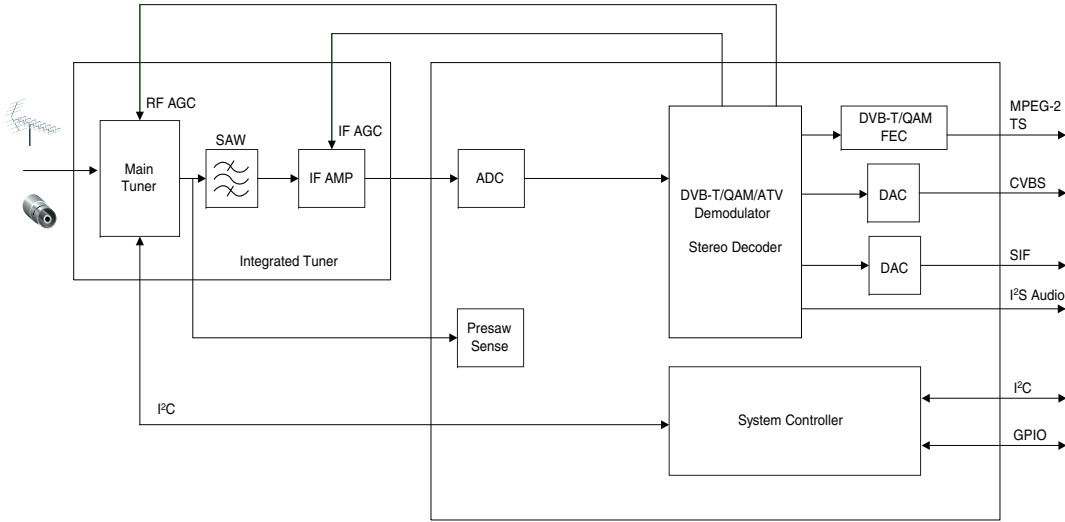 RF AGC
SAW
IF AGC
Main
Tuner
IF AMP
Integrated Tuner
ADC
Presaw
Sense
DVB-T/QAM/ATV
Demodulator
Stereo Decoder
DVB-T/QAM
FEC
MPEG-2
TS
DAC
CVBS
DAC
SIF
I²S Audio
I²C
System Controller
I²C
GPIO